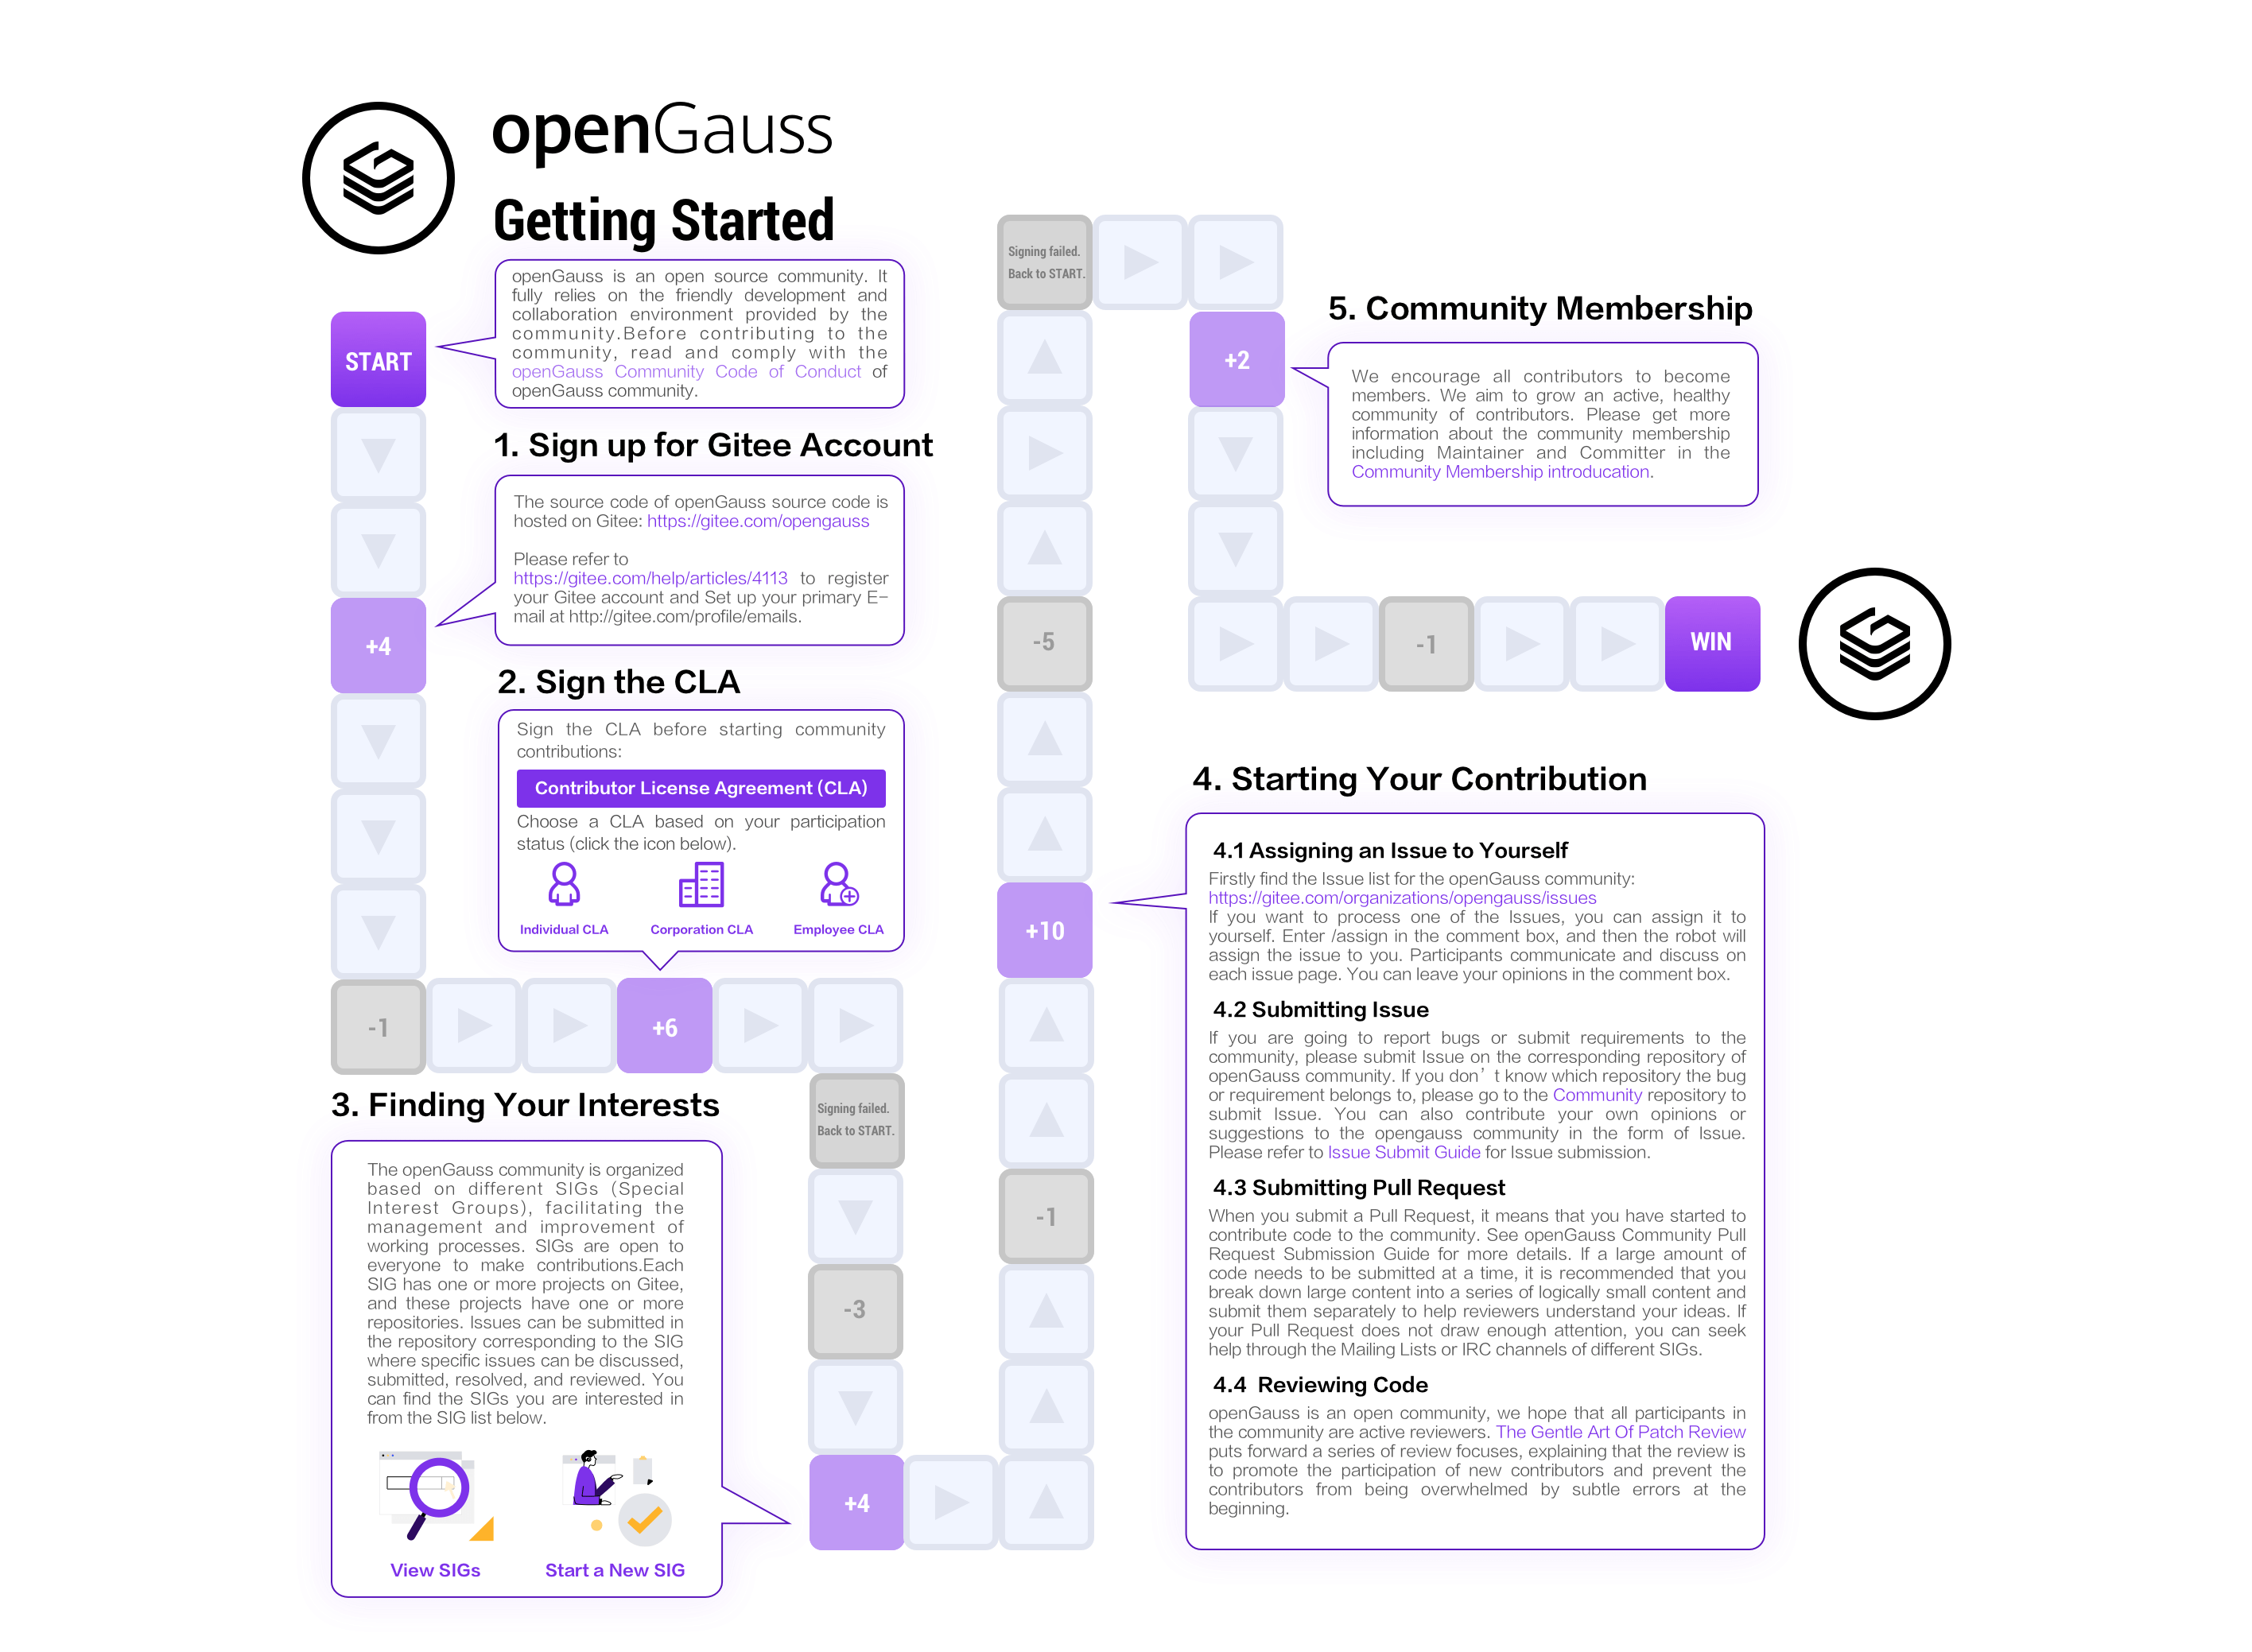 openGauss
Getting Started
openGauss is an open source community. It
fully relies on the friendly development and
collaboration environment provided by the
community.Before contributing to the
community, read and comply with the
openGauss Community Code of Conduct of
openGauss community.
START
1. Sign up for Gitee Account
The source code of openGauss source code is
hosted on Gitee: https://gitee.com/opengauss
Please refer to
https://gitee.com/help/articles/4113 to register
your Gitee account and Set up your primary E-
mail at http://gitee.com/profile/emails.
+4
2. Sign the CLA
Sign the CLA before starting community
contributions:
Contributor License Agreement (CLA)
Choose a CLA based on your participation
status (click the icon below).
Individual CLA
Corporation CLA
Employee CLA
-1
+6
Signing failed.
Back to START.
-3
+4
3. Finding Your Interests
The openGauss community is organized
based on different SIGs (Special
Interest Groups), facilitating the
management and improvement of
working processes. SIGs are open to
everyone to make contributions.Each
SIG has one or more projects on Gitee,
and these projects have one or more
repositories. Issues can be submitted in
the repository corresponding to the SIG
where specific issues can be discussed,
submitted, resolved, and reviewed. You
can find the SIGs you are interested in
from the SIG list below.
View SIGs
Start a New SIG
-1
+10
4. Starting Your Contribution
4.1 Assigning an Issue to Yourself
Firstly find the Issue list for the openGauss community:
https://gitee.com/organizations/opengauss/issues
If you want to process one of the Issues, you can assign it to
yourself. Enter /assign in the comment box, and then the robot will
assign the issue to you. Participants communicate and discuss on
each issue page. You can leave your opinions in the comment box.
4.2 Submitting Issue
If you are going to report bugs or submit requirements to the
community, please submit Issue on the corresponding repository of
openGauss community. If you don’t know which repository the bug
or requirement belongs to, please go to the Community repository to
submit Issue. You can also contribute your own opinions or
suggestions to the opengauss community in the form of Issue.
Please refer to Issue Submit Guide for Issue submission.
4.3 Submitting Pull Request
When you submit a Pull Request, it means that you have started to
contribute code to the community. See openGauss Community Pull
Request Submission Guide for more details. If a large amount of
code needs to be submitted at a time, it is recommended that you
break down large content into a series of logically small content and
submit them separately to help reviewers understand your ideas. If
your Pull Request does not draw enough attention, you can seek
help through the Mailing Lists or IRC channels of different SIGs.
4.4 Reviewing Code
openGauss is an open community, we hope that all participants in
the community are active reviewers. The Gentle Art Of Patch Review
puts forward a series of review focuses, explaining that the review is
to promote the participation of new contributors and prevent the
contributors from being overwhelmed by subtle errors at the
beginning.
-5
Signing failed.
Back to START.
+2
5. Community Membership
We encourage all contributors to become
members. We aim to grow an active, healthy
community of contributors. Please get more
information about the community membership
including Maintainer and Committer in the
Community Membership introducation.
-1
WIN